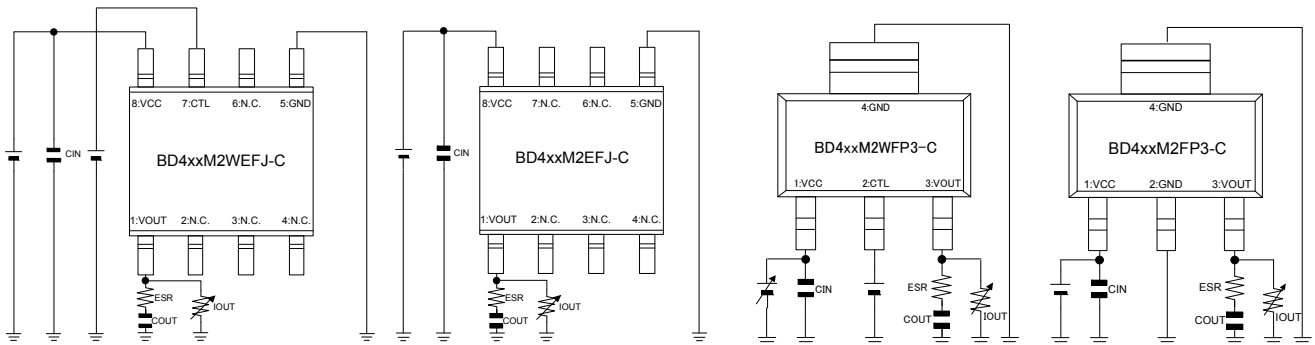 8:VCC 7:CTL 6:N.C. 5:GND
CIN
BD4xxM2WEFJ-C
1:VOUT 2:N.C. 3:N.C. 4:N.C.
ESR
IOUT
COUT
8:VCC 7:N.C. 6:N.C. 5:GND
CIN
BD4xxM2EFJ-C
1:VOUT 2:N.C. 3:N.C. 4:N.C.
ESR
IOUT
COUT
4:GND
BD4xxM2WFP3-C
1:VCC 2:CTL 3:VOUT
CIN
ESR
COUT
IOUT
4:GND
BD4xxM2FP3-C
1:VCC 2:GND 3:VOUT
CIN
ESR
COUT
IOUT